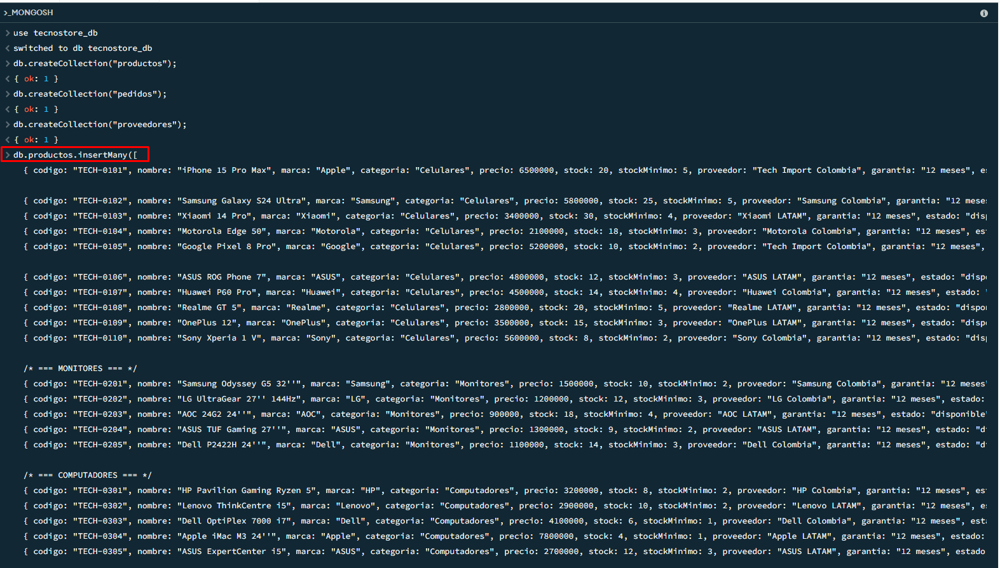 >_MONGOSH
> use tecnostore_db
< switched to db tecnostore_db
> db.createCollection("productos");
< { ok: 1 }
> db.createCollection("pedidos");
< { ok: 1 }
> db.createCollection("proveedores");
< { ok: 1 }
> db.productos.insertMany([
{ codigo: "TECH-0101", nombre: "iPhone 15 Pro Max", marca: "Apple", categoria: "Celulares", precio: 6500000, stock: 20, stockMinimo: 5, proveedor: "Tech Import Colombia", garantia: "12 meses",
{ codigo: "TECH-0102", nombre: "Samsung Galaxy S24 Ultra", marca: "Samsung", categoria: "Celulares", precio: 5800000, stock: 25, stockMinimo: 5, proveedor: "Samsung Colombia", garantia: "12 meses
{ codigo: "TECH-0103", nombre: "Xiaomi 14 Pro", marca: "Xiaomi", categoria: "Celulares", precio: 3400000, stock: 30, stockMinimo: 4, proveedor: "Xiaomi LATAM", garantia: "12 meses", estado: "disp
{ codigo: "TECH-0104", nombre: "Motorola Edge 50", marca: "Motorola", categoria: "Celulares", precio: 2100000, stock: 18, stockMinimo: 3, proveedor: "Motorola Colombia", garantia: "12 meses", es
{ codigo: "TECH-0105", nombre: "Google Pixel 8 Pro", marca: "Google", categoria: "Celulares", precio: 5200000, stock: 10, stockMinimo: 2, proveedor: "Tech Import Colombia", garantia: "12 meses",
{ codigo: "TECH-0106", nombre: "ASUS ROG Phone 7", marca: "ASUS", categoria: "Celulares", precio: 4800000, stock: 12, stockMinimo: 3, proveedor: "ASUS LATAM", garantia: "12 meses", estado: "disp
{ codigo: "TECH-0107", nombre: "Huawei P60 Pro", marca: "Huawei", categoria: "Celulares", precio: 4500000, stock: 14, stockMinimo: 4, proveedor: "Huawei Colombia", garantia: "12 meses", estado: "
{ codigo: "TECH-0108", nombre: "Realme GT 5", marca: "Realme", categoria: "Celulares", precio: 2800000, stock: 20, stockMinimo: 5, proveedor: "Realme LATAM", garantia: "12 meses", estado: "dispo
{ codigo: "TECH-0109", nombre: "OnePlus 12", marca: "OnePlus", categoria: "Celulares", precio: 3500000, stock: 15, stockMinimo: 3, proveedor: "OnePlus LATAM", garantia: "12 meses", estado: "disp
{ codigo: "TECH-0110", nombre: "Sony Xperia 1 V", marca: "Sony", categoria: "Celulares", precio: 5600000, stock: 8, stockMinimo: 2, proveedor: "Sony Colombia", garantia: "12 meses", estado: "disp
/* === MONITORES === */
{ codigo: "TECH-0201", nombre: "Samsung Odyssey G5 32''", marca: "Samsung", categoria: "Monitores", precio: 1500000, stock: 10, stockMinimo: 2, proveedor: "Samsung Colombia", garantia: "12 meses"
{ codigo: "TECH-0202", nombre: "LG UltraGear 27'' 144Hz", marca: "LG", categoria: "Monitores", precio: 1200000, stock: 12, stockMinimo: 3, proveedor: "LG Colombia", garantia: "12 meses", estado:
{ codigo: "TECH-0203", nombre: "AOC 24G2 24''", marca: "AOC", categoria: "Monitores", precio: 900000, stock: 18, stockMinimo: 4, proveedor: "AOC LATAM", garantia: "12 meses", estado: "disponible"
{ codigo: "TECH-0204", nombre: "ASUS TUF Gaming 27''", marca: "ASUS", categoria: "Monitores", precio: 1300000, stock: 9, stockMinimo: 2, proveedor: "ASUS LATAM", garantia: "12 meses", estado: "d
{ codigo: "TECH-0205", nombre: "Dell P2422H 24''", marca: "Dell", categoria: "Monitores", precio: 1100000, stock: 14, stockMinimo: 3, proveedor: "Dell Colombia", garantia: "12 meses", estado: "d
/* === COMPUTADORES === */
{ codigo: "TECH-0301", nombre: "HP Pavilion Gaming Ryzen 5", marca: "HP", categoria: "Computadores", precio: 3200000, stock: 8, stockMinimo: 2, proveedor: "HP Colombia", garantia: "12 meses", es
{ codigo: "TECH-0302", nombre: "Lenovo ThinkCentre i5", marca: "Lenovo", categoria: "Computadores", precio: 2900000, stock: 10, stockMinimo: 2, proveedor: "Lenovo LATAM", garantia: "12 meses",
{ codigo: "TECH-0303", nombre: "Dell OptiPlex 7000 i7", marca: "Dell", categoria: "Computadores", precio: 4100000, stock: 6, stockMinimo: 1, proveedor: "Dell Colombia", garantia: "12 meses", est
{ codigo: "TECH-0304", nombre: "Apple iMac M3 24''", marca: "Apple", categoria: "Computadores", precio: 7800000, stock: 4, stockMinimo: 1, proveedor: "Apple LATAM", garantia: "12 meses", estado:
{ codigo: "TECH-0305", nombre: "ASUS ExpertCenter i5", marca: "ASUS", categoria: "Computadores", precio: 2700000, stock: 12, stockMinimo: 3, proveedor: "ASUS LATAM", garantia: "12 meses", estado